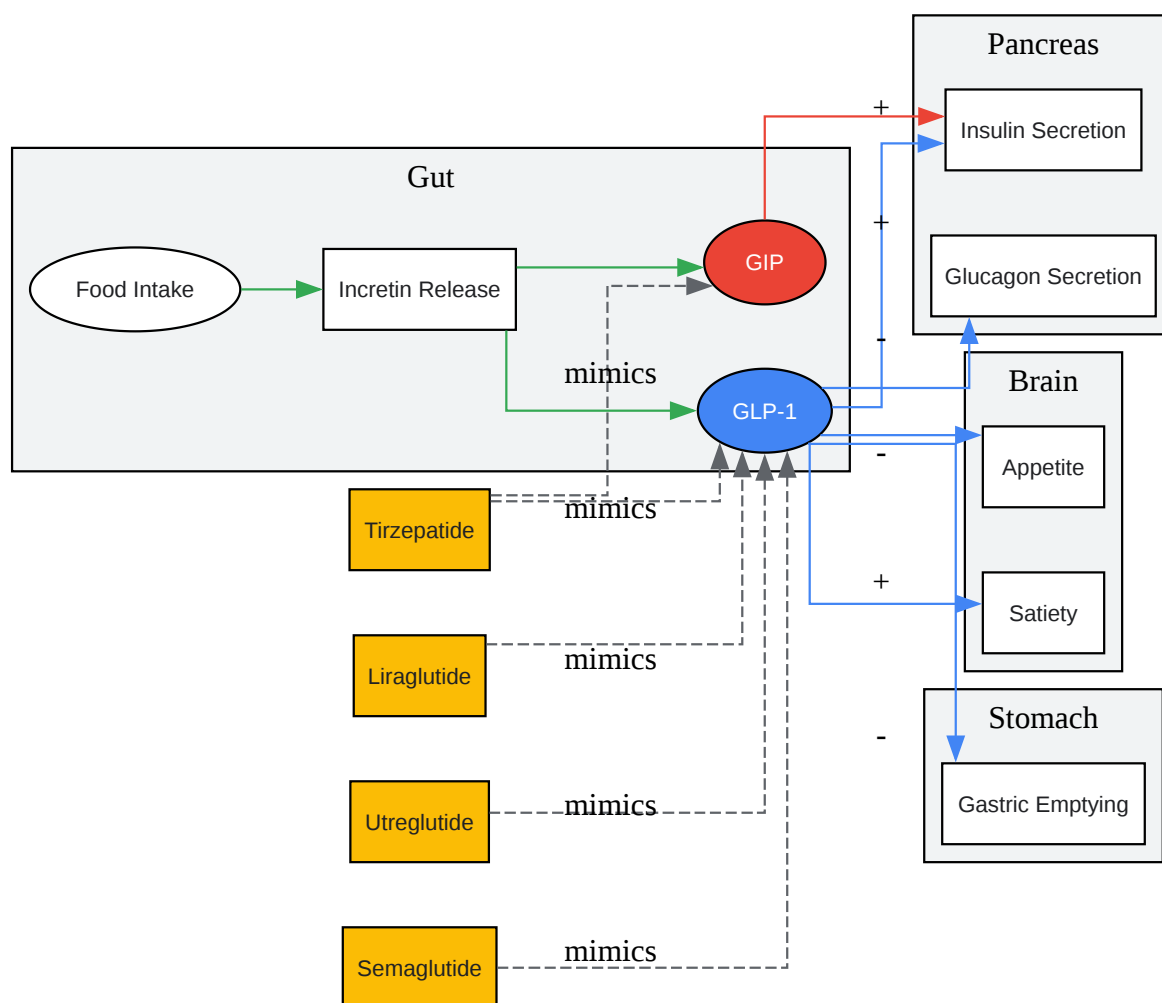 Pancreas
+
Insulin Secretion
Gut
+
GIP
Food Intake
Incretin Release
Glucagon Secretion
-
mimics
Brain
GLP-1
-
Appetite
mimics
Tirzepatide
+
Satiety
mimics
Liraglutide
Stomach
-
mimics
Utreglutide
Gastric Emptying
mimics
Semaglutide